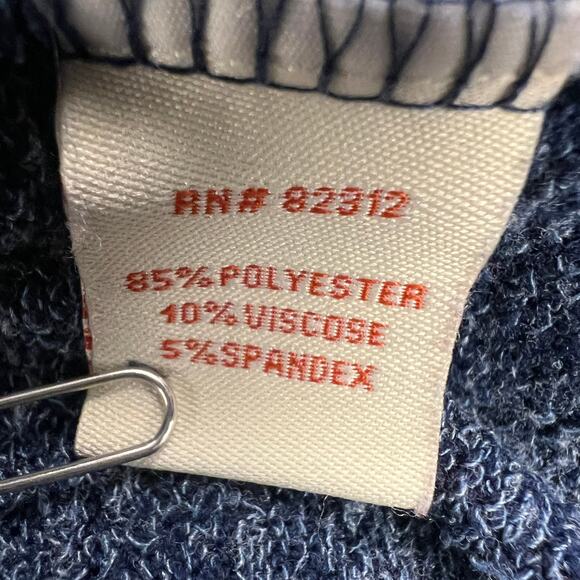 RN# 82312
85% POLYESTER
10% VISCOSE
5% SPANDEX